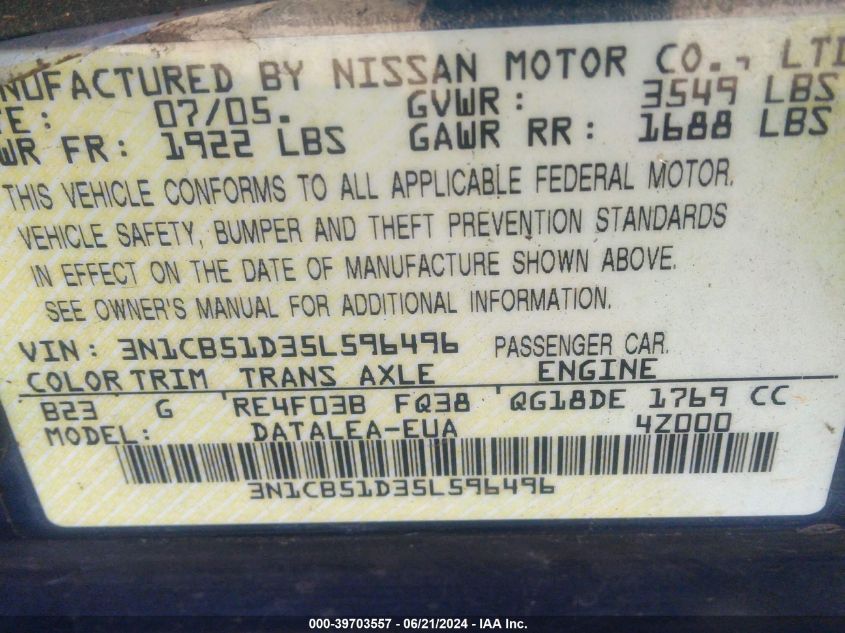 NUFACTURED BY NISSAN MOTOR CO., LTD
TE: 07/05. GVWR: 3549 LBS
WR FR: 1922 LBS GAWR RR: 1688 LBS
THIS VEHICLE CONFORMS TO ALL APPLICABLE FEDERAL MOTOR.
VEHICLE SAFETY, BUMPER AND THEFT PREVENTION STANDARDS
IN EFFECT ON THE DATE OF MANUFACTURE SHOWN ABOVE.
SEE OWNER'S MANUAL FOR ADDITIONAL INFORMATION.
VIN: 3N1CB51D35L596496 PASSENGER CAR.
COLOR TRIM TRANS AXLE ENGINE
B23 G RE4F03B FQ38 QG18DE 1769 CC
MODEL: DATALEA-EUA 4Z000
3N1CB51D35L596496
000-39703557 - 06/21/2024 - IAA Inc.